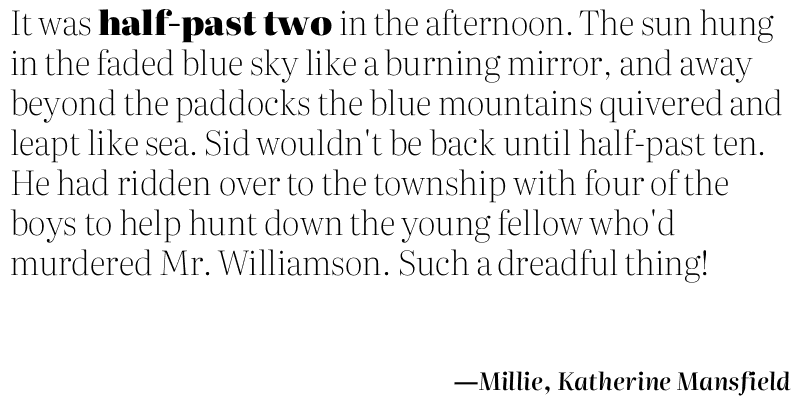 It was half-past two in the afternoon. The sun hung
in the faded blue sky like a burning mirror, and away
beyond the paddocks the blue mountains quivered and
leapt like sea. Sid wouldn't be back until half-past ten.
He had ridden over to the township with four of the
boys to help hunt down the young fellow who'd
murdered Mr. Williamson. Such a dreadful thing!
—Millie, Katherine Mansfield